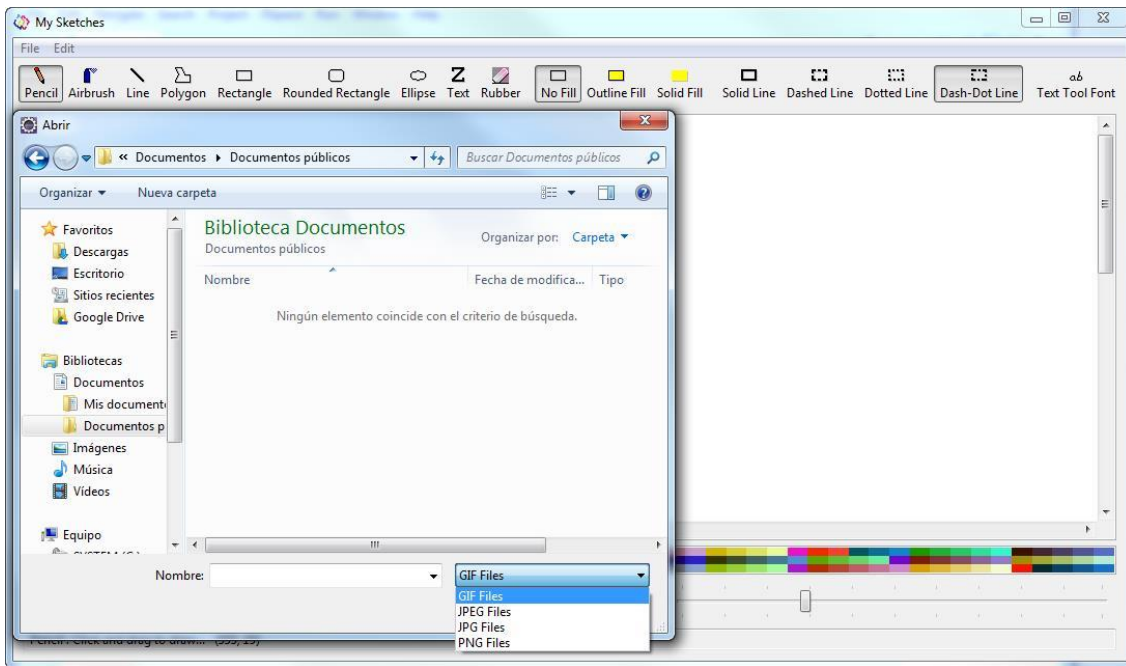 My Sketches
File Edit
Pencil Airbrush Line Polygon Rectangle Rounded Rectangle Ellipse Text Rubber No Fill Outline Fill Solid Fill Solid Line Dashed Line Dotted Line Dash-Dot Line Text Tool Font
Abrir
« Documentos Documentos públicos Buscar Documentos públicos
Organizar Nueva carpeta
Favoritos
Descargas
Escritorio
Sitios recientes
Google Drive
Bibliotecas
Documentos
Mis document
Documentos p
Imágenes
Música
Vídeos
Equipo
Biblioteca Documentos
Documentos públicos
Organizar por: Carpeta
Nombre Fecha de modifica... Tipo
Ningún elemento coincide con el criterio de búsqueda.
Nombre: GIF Files
GIF Files
JPEG Files
JPG Files
PNG Files